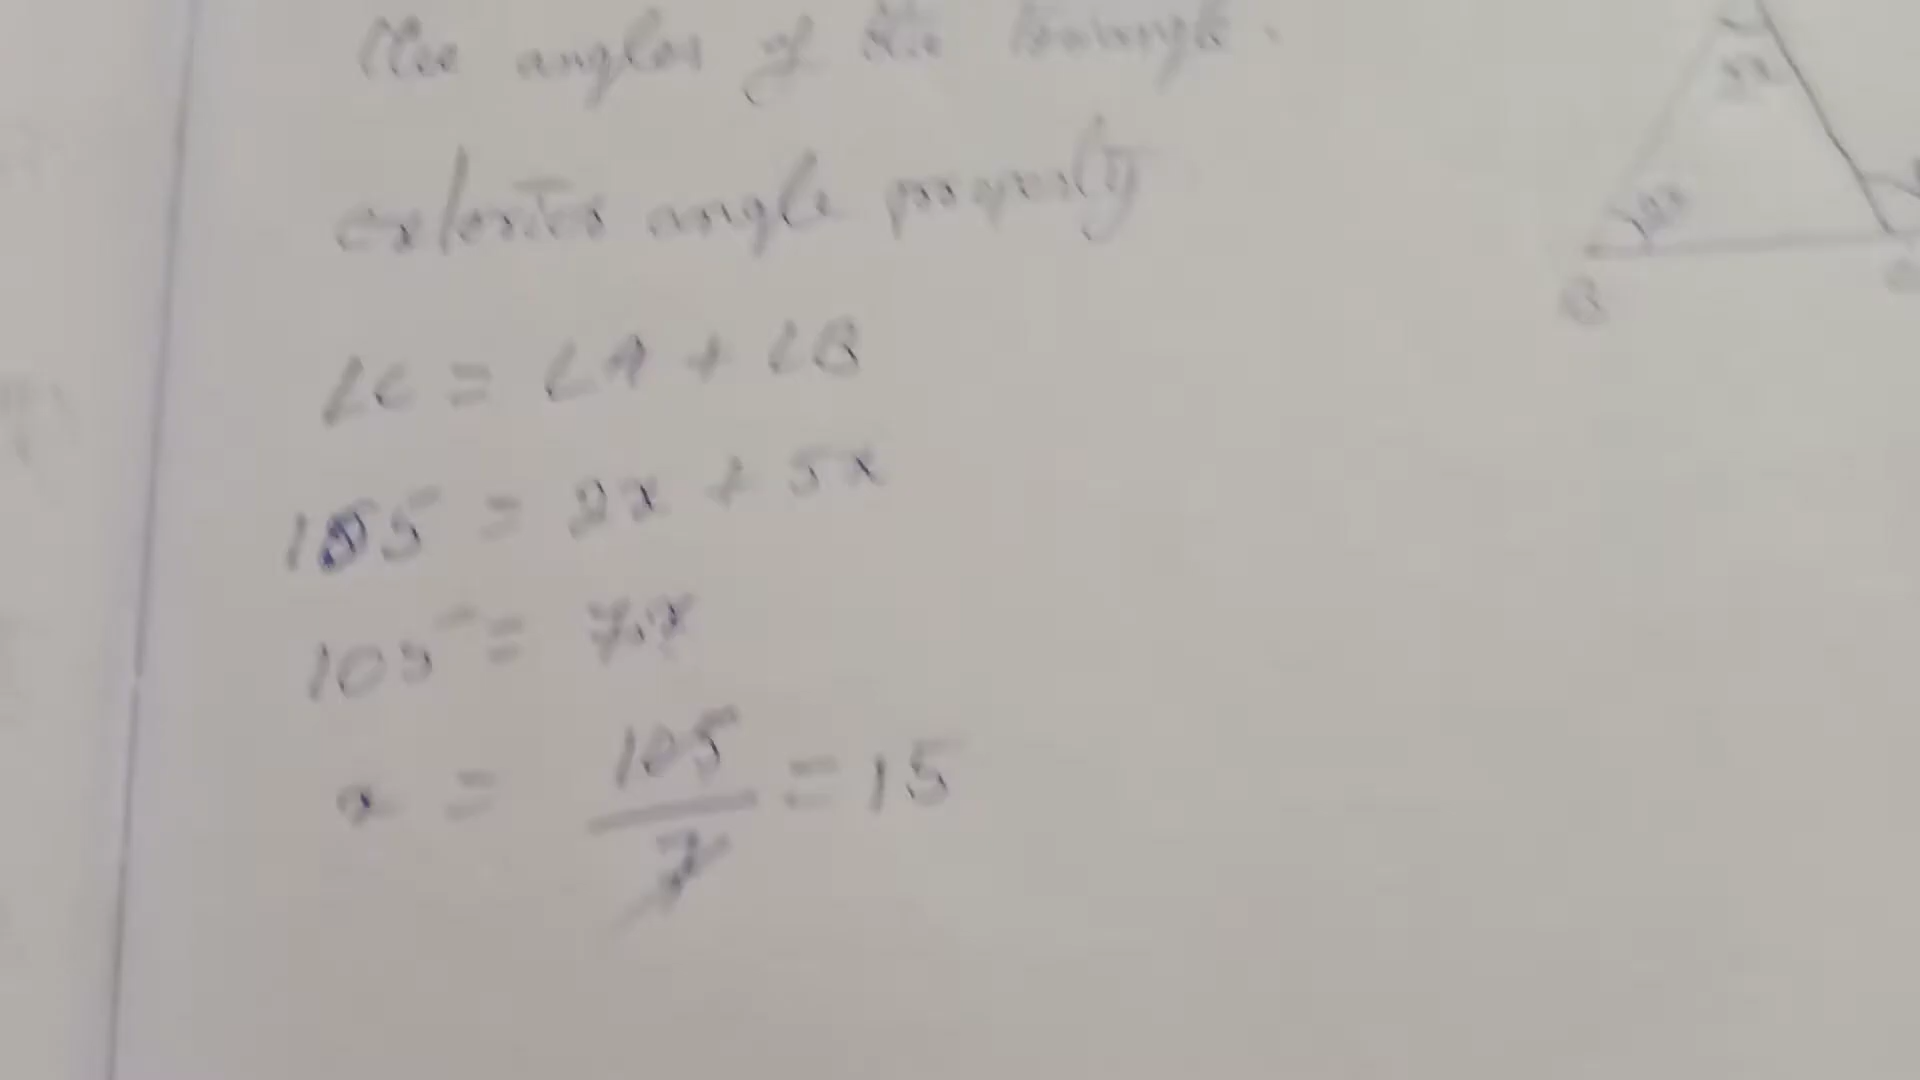 the angles of the triangle.
exterior angle property
∠C = ∠A + ∠B
105 = 2x + 5x
105 = 7x
x = 105/7 = 15
B